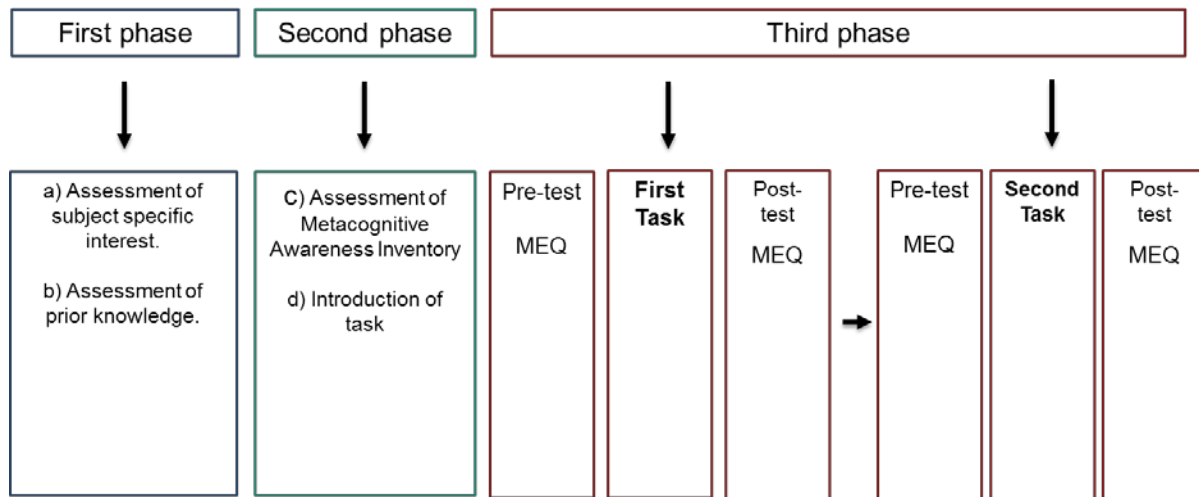 First phase
Second phase
Third phase
a) Assessment of
subject specific
interest.
b) Assessment of
prior knowledge.
C) Assessment of
Metacognitive
Awareness Inventory
d) Introduction of
task
Pre-test
MEQ
First
Task
Post-
test
MEQ
Pre-test
MEQ
Second
Task
Post-
test
MEQ